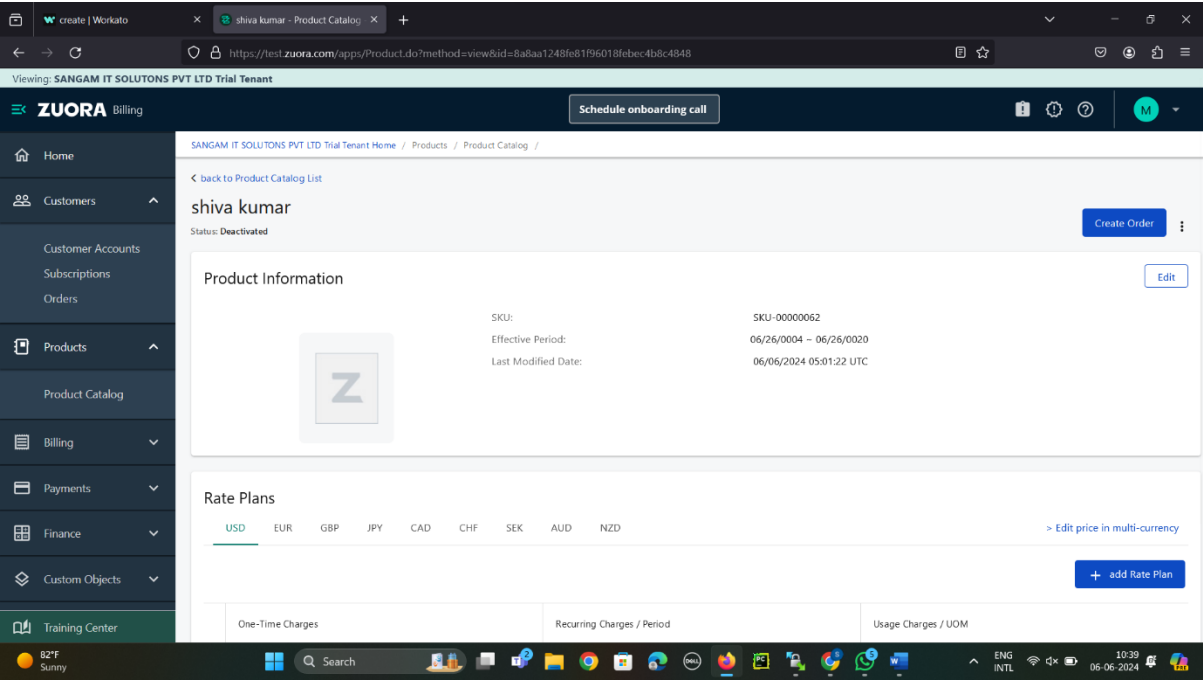 create | Workato
shiva kumar - Product Catalog
https://test.zuora.com/apps/Product.do?method=view&id=8a8aa1248fe81f96018febec4b8c4848
Viewing: SANGAM IT SOLUTONS PVT LTD Trial Tenant
ZUORA Billing
Schedule onboarding call
M
Home
Customers
Customer Accounts
Subscriptions
Orders
Products
Product Catalog
Billing
Payments
Finance
Custom Objects
Training Center
SANGAM IT SOLUTONS PVT LTD Trial Tenant Home / Products / Product Catalog /
back to Product Catalog List
shiva kumar
Status: Deactivated
Create Order
Product Information
Edit
Z
SKU: SKU-00000062
Effective Period: 06/26/0004 ~ 06/26/0020
Last Modified Date: 06/06/2024 05:01:22 UTC
Rate Plans
USD EUR GBP JPY CAD CHF SEK AUD NZD
> Edit price in multi-currency
+ add Rate Plan
One-Time Charges Recurring Charges / Period Usage Charges / UOM
82°F
Sunny
Search
2
DELL
PC
5
5
ENG
INTL
10:39
06-06-2024
PRE